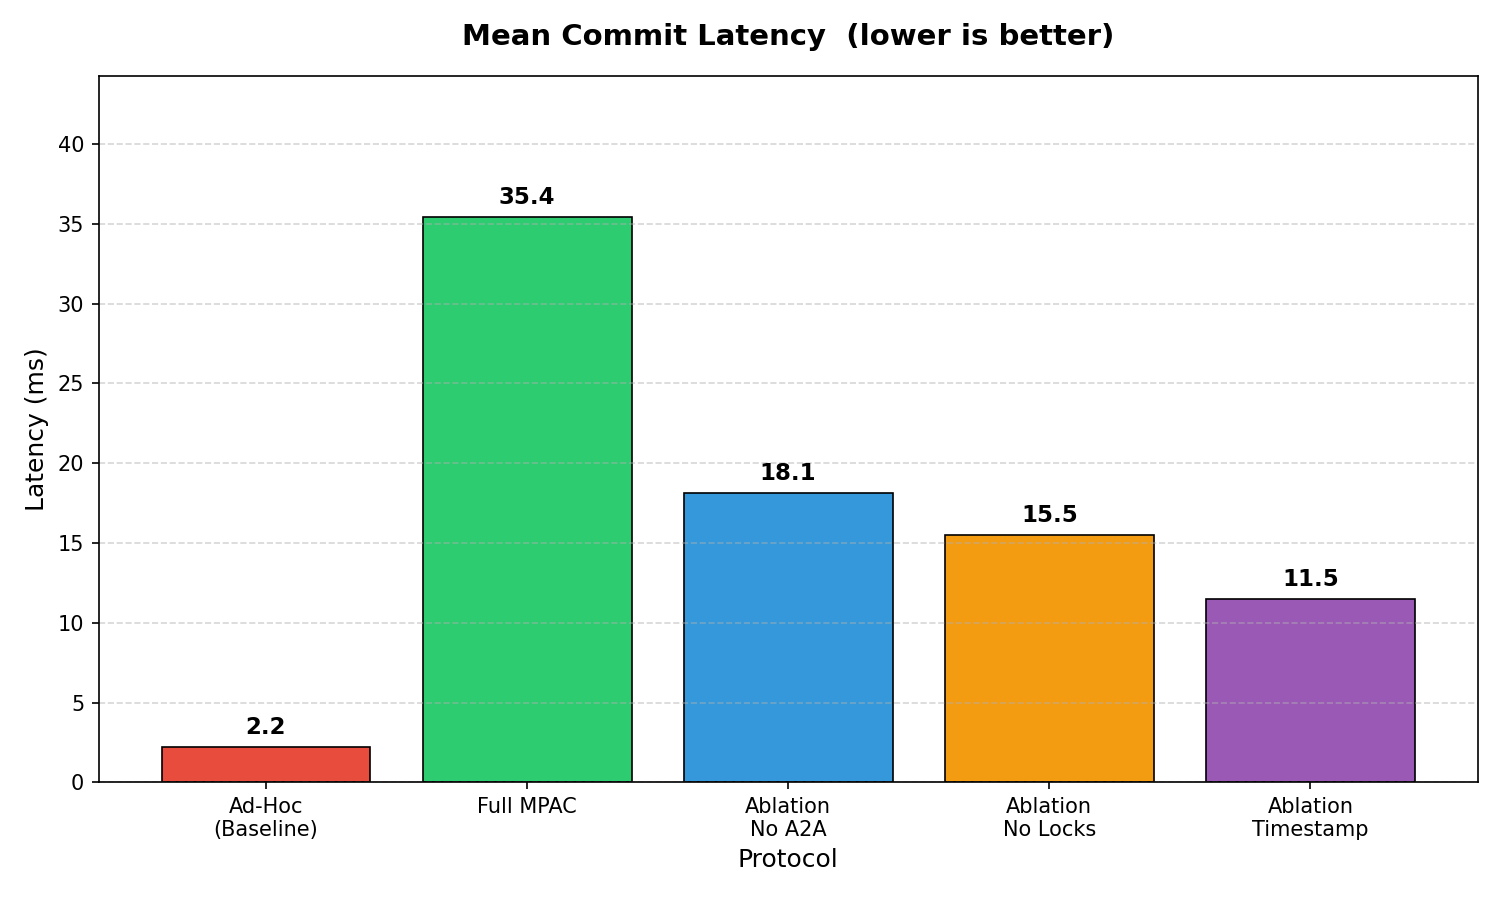 Mean Commit Latency  (lower is better)
Latency (ms)
40
35
30
25
20
15
10
5
0
2.2
35.4
18.1
15.5
11.5
Ad-Hoc
(Baseline)
Full MPAC
Ablation
No A2A
Ablation
No Locks
Ablation
Timestamp
Protocol